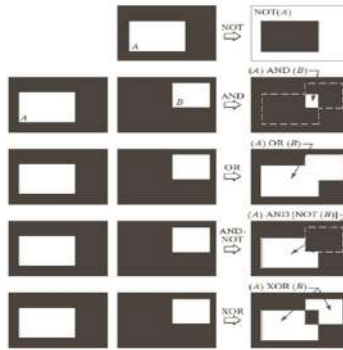 NOT(A)
NOT
A
(A) AND (B)
AND
A
B
(A) OR (B)
OR
(A) AND [NOT (B)]
AND-
NOT
(A) XOR (B)
XOR